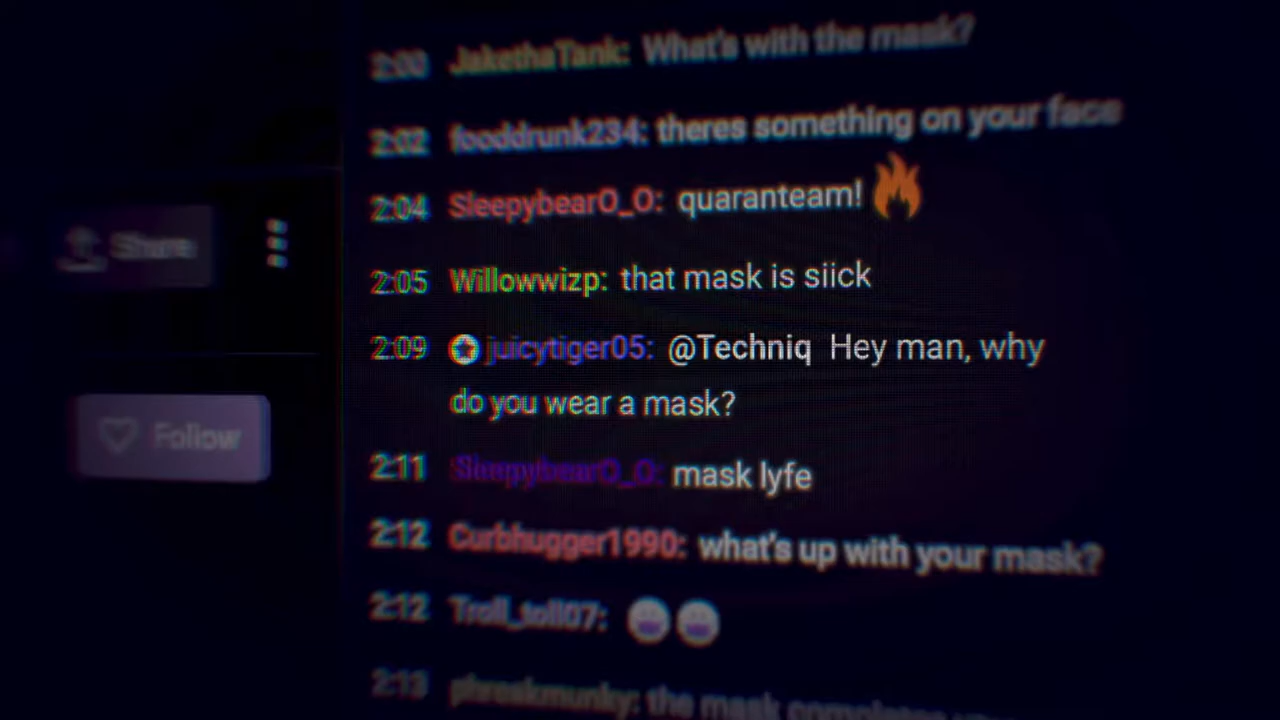 2:00 JakethaTank: What's with the mask?
2:02 fooddrunk234: theres something on your face
2:04 SleepybearO_O: quaranteam!
Share
2:05 Willowwizp: that mask is siick
2:09 juicytiger05: @Techniq Hey man, why
do you wear a mask?
Follow
2:11 SleepybearO_O: mask lyfe
2:12 Curbhugger1990: what's up with your mask?
2:12 Troll_toll07:
2:13 phreakmunky: the mask completes